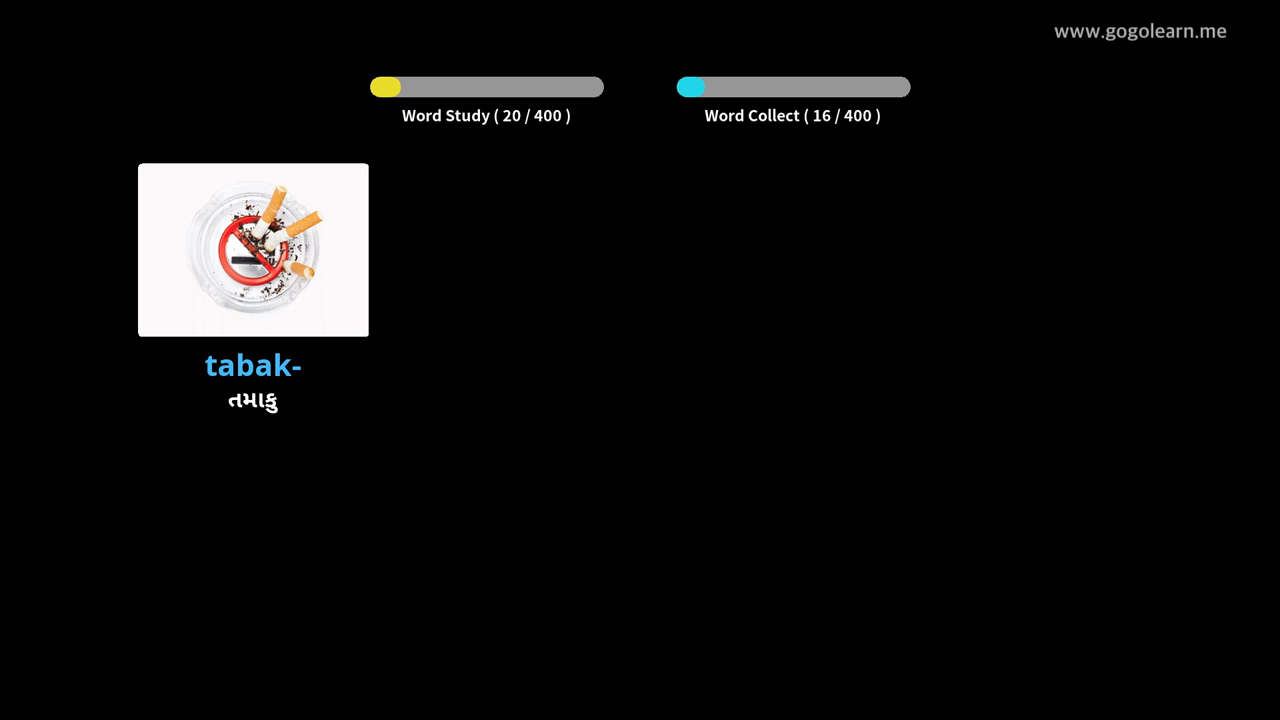 www.gogolearn.me
Word Study ( 20 / 400 )
Word Collect ( 16 / 400 )
tabak-
તમાકુ